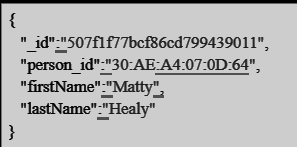 {
"_id":"507f1f77bcf86cd799439011",
"person_id":"30:AE:A4:07:0D:64",
"firstName":"Matty",
"lastName":"Healy"
}